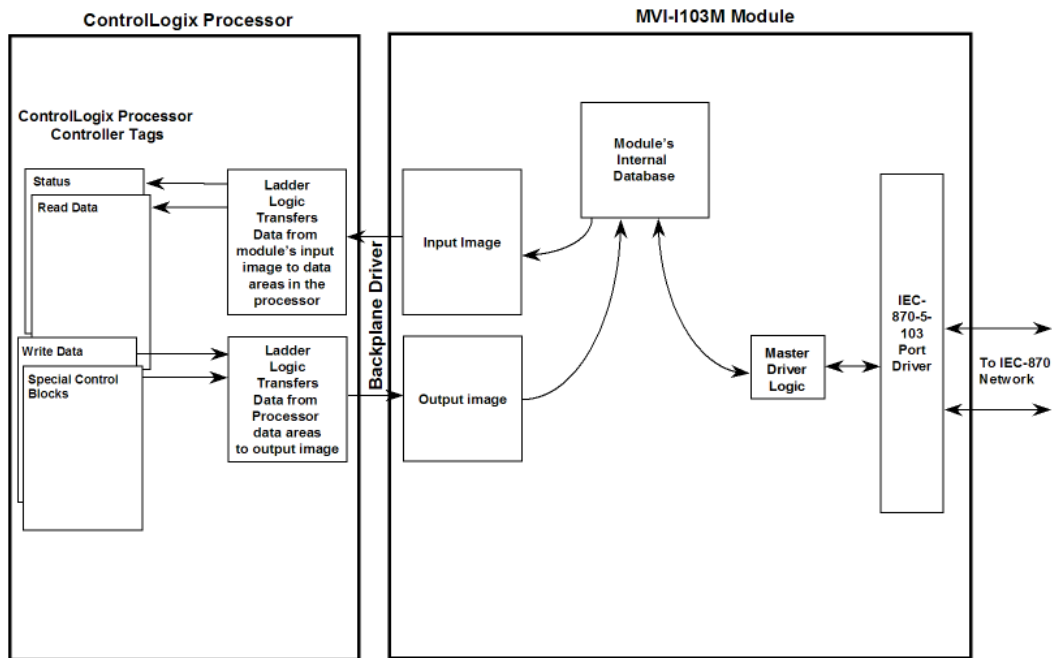 ControlLogix Processor
MVI-I103M Module
ControlLogix Processor
Controller Tags
Status
Read Data
Write Data
Special Control
Blocks
Ladder
Logic
Transfers
Data from
module's input
image to data
areas in the
processor
Ladder
Logic
Transfers
Data from
Processor
data areas
to output image
Backplane Driver
Input Image
Output image
Module's
Internal
Database
Master
Driver
Logic
IEC-
870-5-
103
Port
Driver
To IEC-870
Network